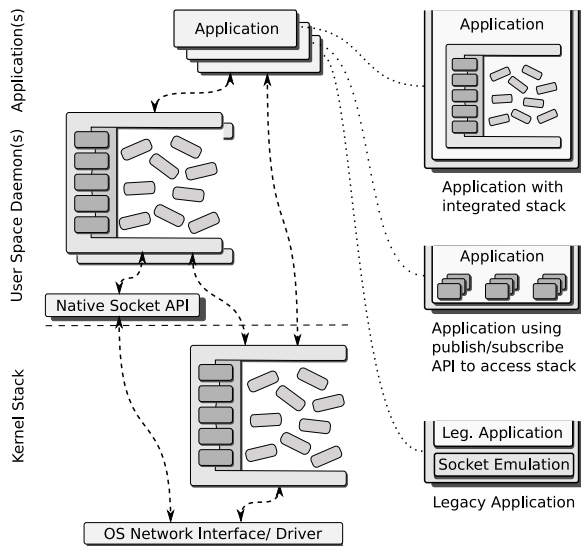 Application(s)
User Space Daemon(s)
Kernel Stack
Application
Native Socket API
OS Network Interface/ Driver
Application
Application with
integrated stack
Application
Application using
publish/subscribe
API to access stack
Leg. Application
Socket Emulation
Legacy Application